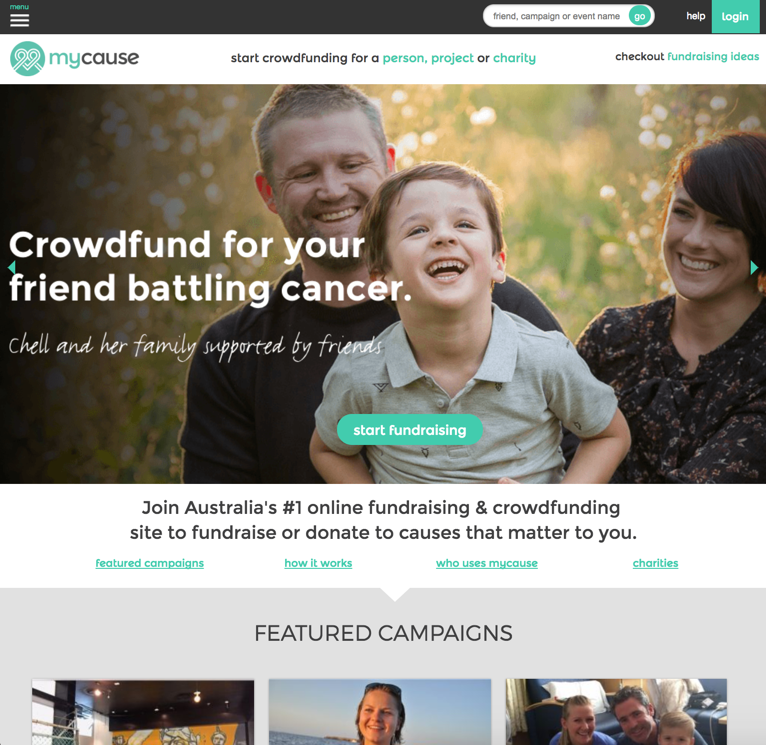 menu
friend, campaign or event name
go
help
login
mycause
start crowdfunding for a person, project or charity
checkout fundraising ideas
Crowdfund for your
friend battling cancer.
Chell and her family supported by friends
start fundraising
Join Australia's #1 online fundraising & crowdfunding
site to fundraise or donate to causes that matter to you.
featured campaigns
how it works
who uses mycause
charities
FEATURED CAMPAIGNS